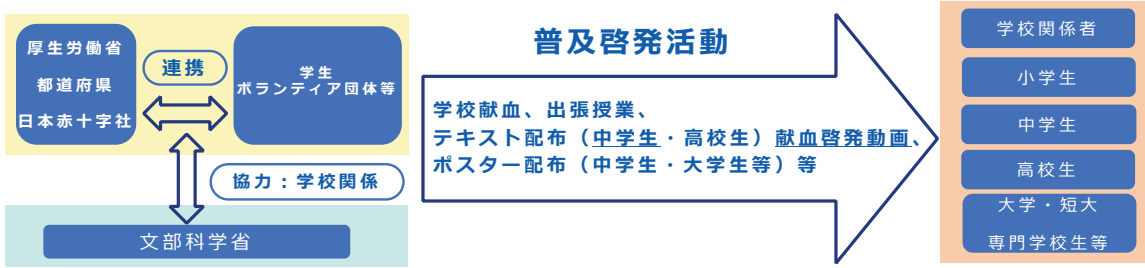 厚生労働省
都道府県
日本赤十字社
連携
学生
ボランティア団体等
協力：学校関係
文部科学省
普及啓発活動
学校献血、出張授業、
テキスト配布（中学生・高校生）献血啓発動画、
ポスター配布（中学生・大学生等）等
学校関係者
小学生
中学生
高校生
大学・短大
専門学校生等